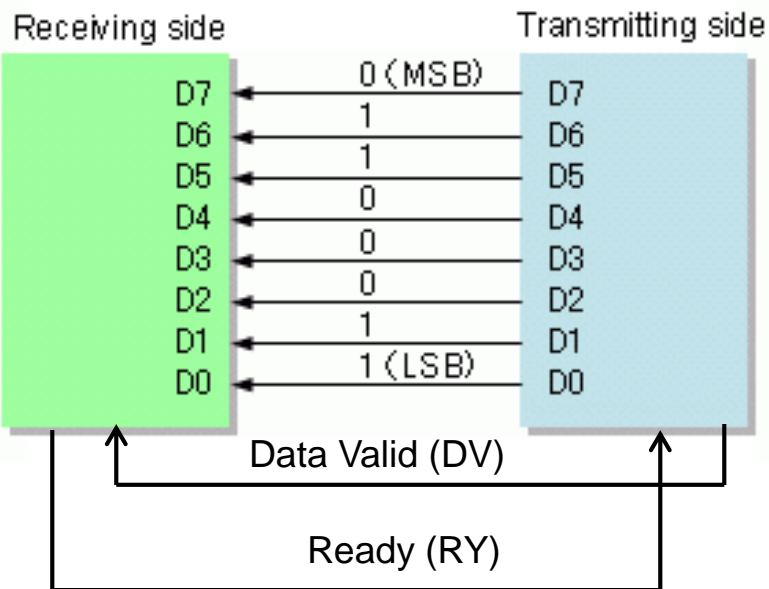 Receiving side Transmitting side
D7 0 (MSB) D7
D6 1 D6
D5 1 D5
D4 0 D4
D3 0 D3
D2 0 D2
D1 1 D1
D0 1 (LSB) D0
Data Valid (DV)
Ready (RY)